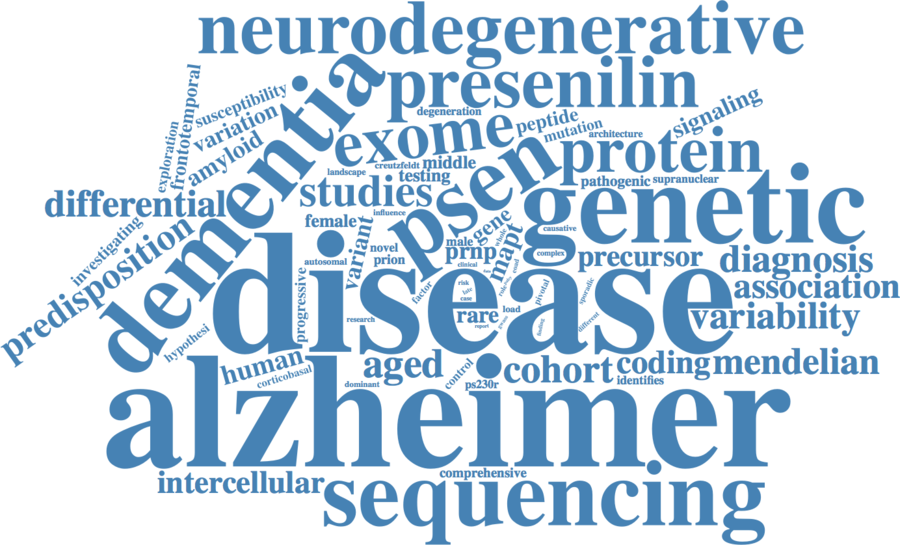 neurodegenerative
presenilin
dementia
frontotemporal
susceptibility
variation
exploration
amyloid
degeneration
exome
peptide
mutation
architecture
signaling
protein
landscape
creutzfeldt
middle
testing
psen
pathogenic
supranuclear
studies
genetic
differential
female
influence
gene
causative
investigating
predisposition
variant
novel
prion
male
prnp
whole
mapt
complex
precursor
diagnosis
autosomal
clinical
disease
progressive
factor
risk
late
case
pivotal
sporadic
association
rare
load
report
research
different
variability
hypothesi
human
corticobasal
aged
dominant
control
ps230r
cohort
coding
identifies
mendelian
alzheimer
intercellular
comprehensive
sequencing